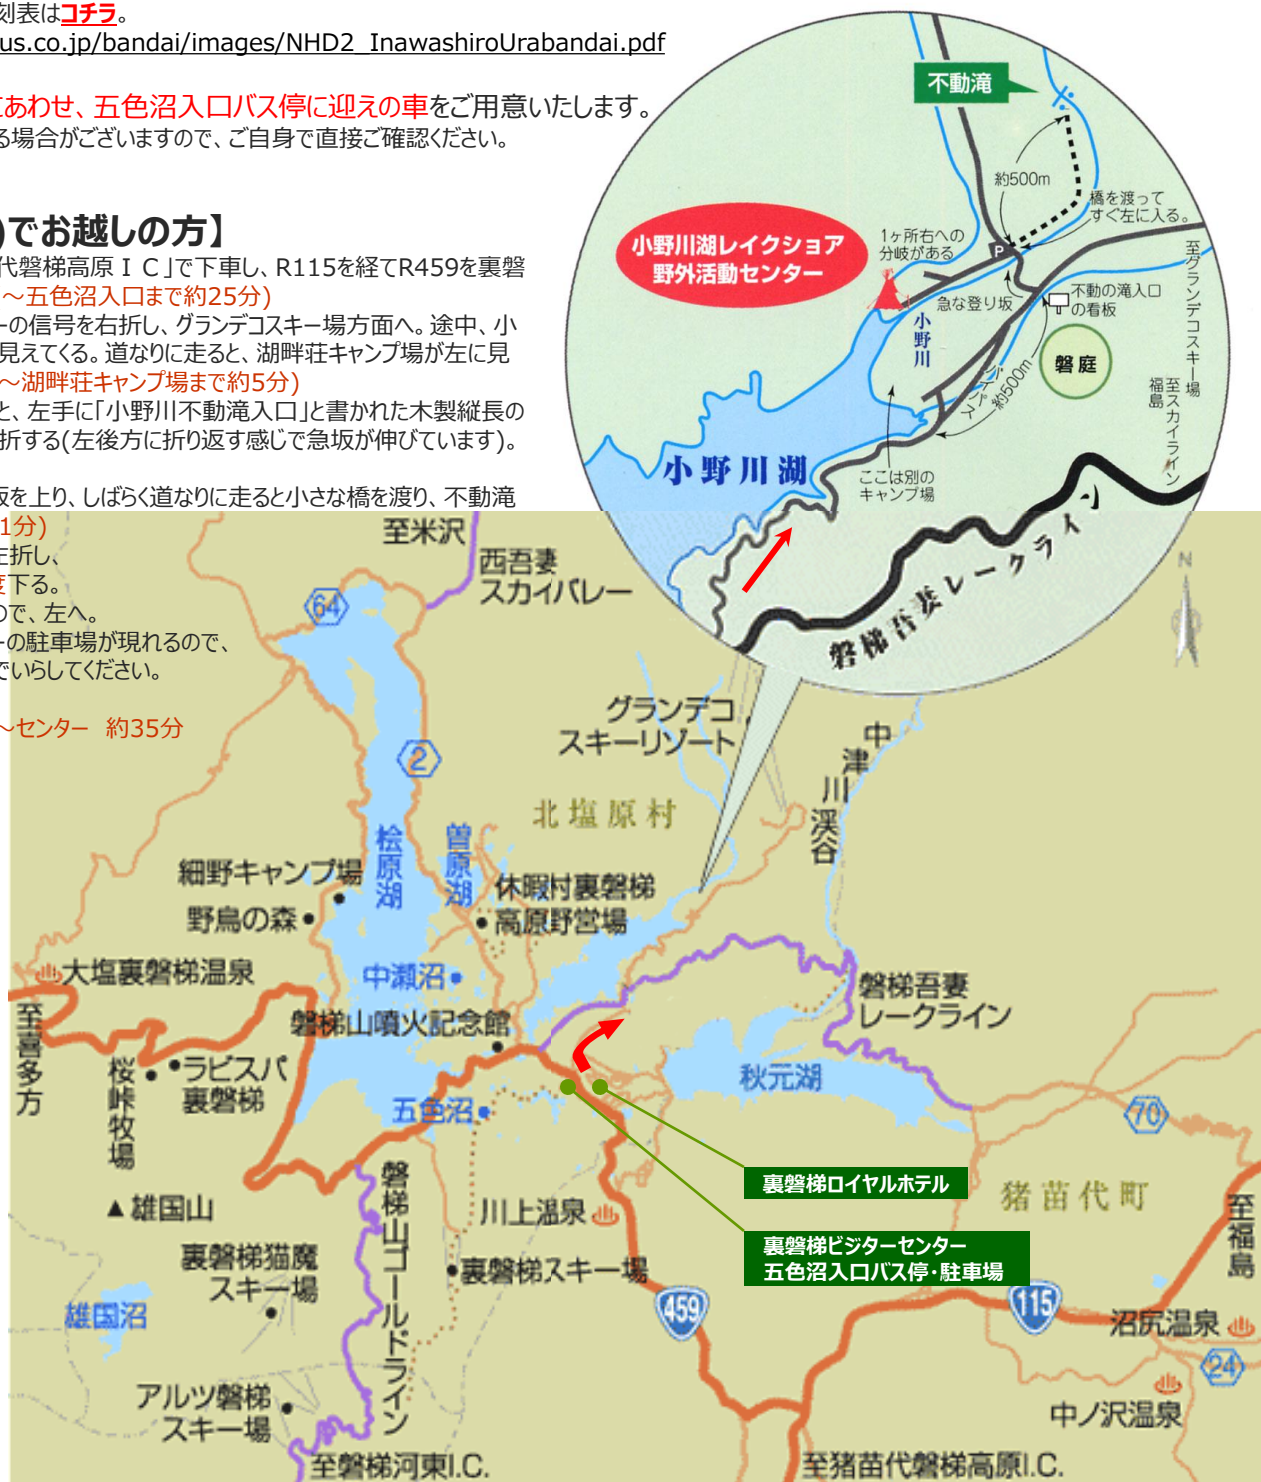 刻表はコチラ。
us.co.jp/bandai/images/NHD2_InawashiroUrabandai.pdf
にあわせ、五色沼入口バス停に迎えの車をご用意いたします。
る場合がございますので、ご自身で直接ご確認ください。
)でお越しの方】
代磐梯高原ＩＣ」で下車し、R115を経てR459を裏磐
～五色沼入口まで約25分)
ーの信号を右折し、グランデコスキー場方面へ。途中、小
見えてくる。道なりに走ると、湖畔荘キャンプ場が左に見
～湖畔荘キャンプ場まで約5分)
と、左手に「小野川不動滝入口」と書かれた木製縦長の
折する(左後方に折り返す感じで急坂が伸びています)。
坂を上り、しばらく道なりに走ると小さな橋を渡り、不動滝
1分)
左折し、
度下る。
ので、左へ。
ーの駐車場が現れるので、
でいらしてください。
～センター 約35分
不動滝
約500m
橋を渡って
すぐ左に入る。
小野川湖レイクショア
野外活動センター
1ヶ所右への
分岐がある
P
急な登り坂
不動の滝入口
の看板
至グランデコスキー場
小野川
磐庭
バイパス
約500m
至スカイライン
福島
小野川湖
ここは別の
キャンプ場
磐梯吾妻レークライン
N
至米沢
西吾妻
スカイバレー
64
グランデコ
スキーリゾート
2
中津川渓谷
北塩原村
桧原湖
曽原湖
細野キャンプ場
野鳥の森
休暇村裏磐梯
高原野営場
大塩裏磐梯温泉
中瀬沼
磐梯吾妻
レークライン
至喜多方
磐梯山噴火記念館
桜峠牧場
ラビスパ
裏磐梯
秋元湖
五色沼
70
磐梯山ゴールドライン
裏磐梯ロイヤルホテル
猪苗代町
雄国山
川上温泉
至福島
裏磐梯猫魔
スキー場
裏磐梯スキー場
裏磐梯ビジターセンター
五色沼入口バス停・駐車場
雄国沼
459
115
沼尻温泉
24
アルツ磐梯
スキー場
中ノ沢温泉
至磐梯河東I.C.
至猪苗代磐梯高原I.C.